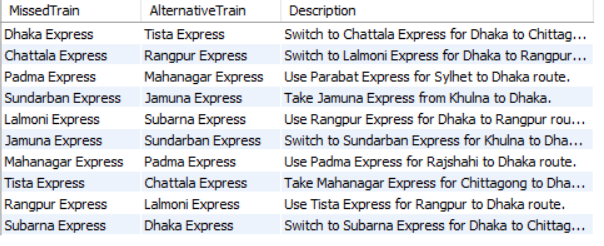 MissedTrain AlternativeTrain Description
Dhaka Express Tista Express Switch to Chattala Express for Dhaka to Chittag...
Chattala Express Rangpur Express Switch to Lalmoni Express for Dhaka to Rangpur...
Padma Express Mahanagar Express Use Parabat Express for Sylhet to Dhaka route.
Sundarban Express Jamuna Express Take Jamuna Express from Khulna to Dhaka.
Lalmoni Express Subarna Express Use Rangpur Express for Dhaka to Rangpur rou...
Jamuna Express Sundarban Express Switch to Sundarban Express for Khulna to Dha...
Mahanagar Express Padma Express Use Padma Express for Rajshahi to Dhaka route.
Tista Express Chattala Express Take Mahanagar Express for Chittagong to Dha...
Rangpur Express Lalmoni Express Use Tista Express for Rangpur to Dhaka route.
Subarna Express Dhaka Express Switch to Subarna Express for Dhaka to Chittag...